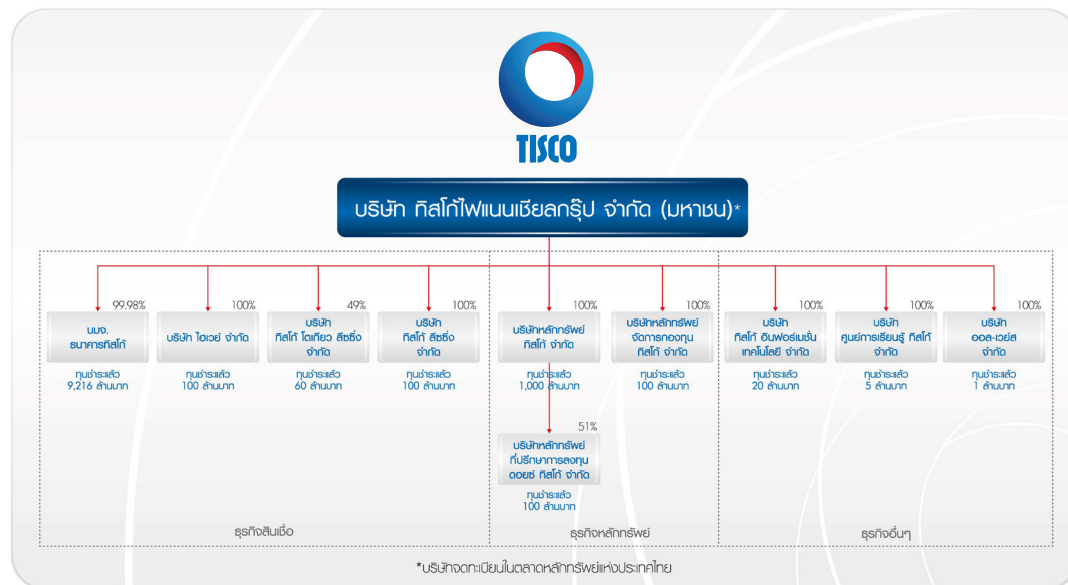 TISCO
บริษัท ทิสโก้ไฟแนนเชียลกรุ๊ป จำกัด (มหาชน)*
99.98%
บมจ.
ธนาคารทิสโก้
ทุนชำระแล้ว
9,216 ล้านบาท
100%
บริษัท ไฮเวย์ จำกัด
ทุนชำระแล้ว
100 ล้านบาท
49%
บริษัท
ทิสโก้ โตเกียว ลีซซิ่ง
จำกัด
ทุนชำระแล้ว
60 ล้านบาท
100%
บริษัท
ทิสโก้ ลีซซิ่ง
จำกัด
ทุนชำระแล้ว
100 ล้านบาท
100%
บริษัทหลักทรัพย์
ทิสโก้ จำกัด
ทุนชำระแล้ว
1,000 ล้านบาท
51%
บริษัทหลักทรัพย์
ที่ปรึกษาการลงทุน
ดอยซ์ ทิสโก้ จำกัด
ทุนชำระแล้ว
100 ล้านบาท
100%
บริษัทหลักทรัพย์
จัดการกองทุน
ทิสโก้ จำกัด
ทุนชำระแล้ว
100 ล้านบาท
100%
บริษัท
ทิสโก้ อินฟอร์เมชั่น
เทคโนโลยี จำกัด
ทุนชำระแล้ว
20 ล้านบาท
100%
บริษัท
ศูนย์การเรียนรู้ ทิสโก้
จำกัด
ทุนชำระแล้ว
5 ล้านบาท
100%
บริษัท
ออล-เวย์ส
จำกัด
ทุนชำระแล้ว
1 ล้านบาท
ธุรกิจสินเชื่อ
ธุรกิจหลักทรัพย์
ธุรกิจอื่นๆ
*บริษัทจดทะเบียนในตลาดหลักทรัพย์แห่งประเทศไทย